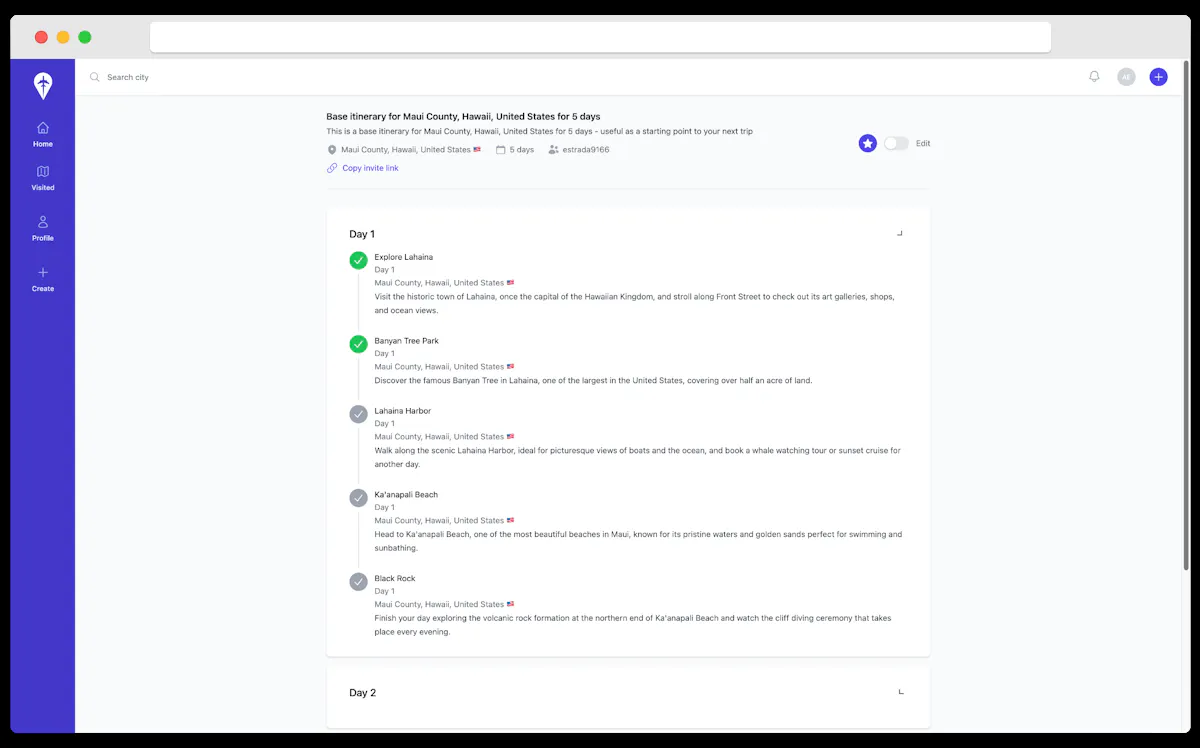 Search city
AE
Home
Visited
Profile
Create
Base itinerary for Maui County, Hawaii, United States for 5 days
This is a base itinerary for Maui County, Hawaii, United States for 5 days - useful as a starting point to your next trip
Maui County, Hawaii, United States 🇺🇸 5 days estrada9166
Copy invite link
Edit
Day 1
Explore Lahaina
Day 1
Maui County, Hawaii, United States 🇺🇸
Visit the historic town of Lahaina, once the capital of the Hawaiian Kingdom, and stroll along Front Street to check out its art galleries, shops,
and ocean views.
Banyan Tree Park
Day 1
Maui County, Hawaii, United States 🇺🇸
Discover the famous Banyan Tree in Lahaina, one of the largest in the United States, covering over half an acre of land.
Lahaina Harbor
Day 1
Maui County, Hawaii, United States 🇺🇸
Walk along the scenic Lahaina Harbor, ideal for picturesque views of boats and the ocean, and book a whale watching tour or sunset cruise for
another day.
Ka'anapali Beach
Day 1
Maui County, Hawaii, United States 🇺🇸
Head to Ka'anapali Beach, one of the most beautiful beaches in Maui, known for its pristine waters and golden sands perfect for swimming and
sunbathing.
Black Rock
Day 1
Maui County, Hawaii, United States 🇺🇸
Finish your day exploring the volcanic rock formation at the northern end of Ka'anapali Beach and watch the cliff diving ceremony that takes
place every evening.
Day 2